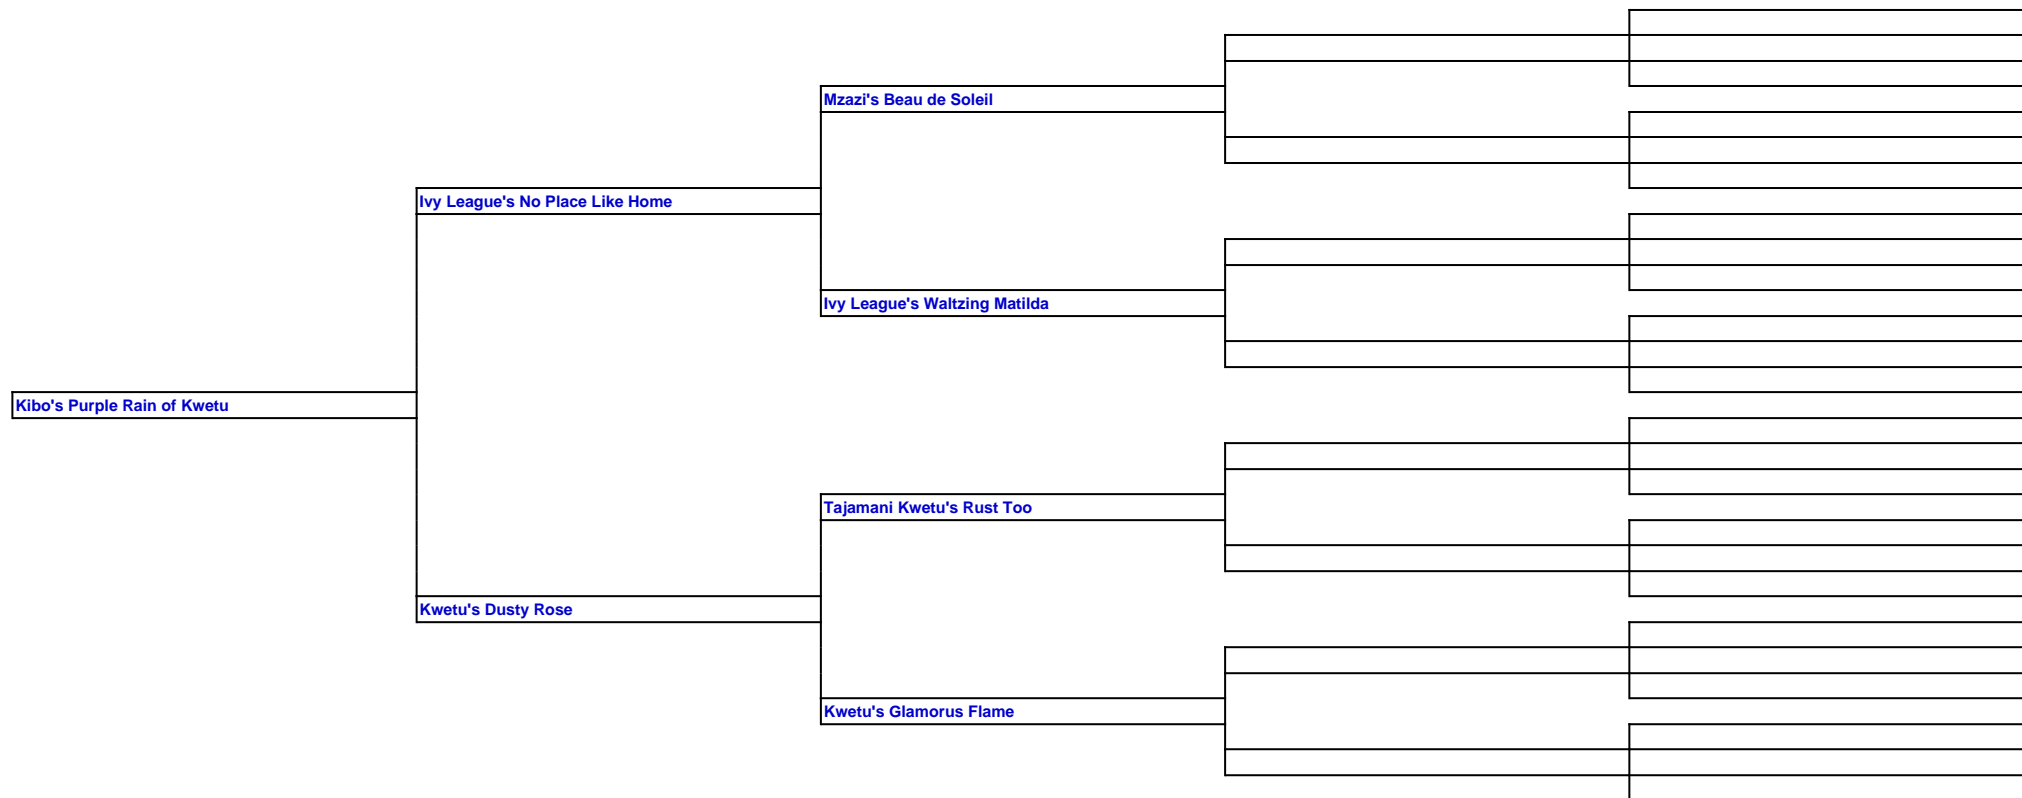 Mzazi's Beau de Soleil
Ivy League's No Place Like Home
Ivy League's Waltzing Matilda
Kibo's Purple Rain of Kwetu
Tajamani Kwetu's Rust Too
Kwetu's Dusty Rose
Kwetu's Glamorus Flame